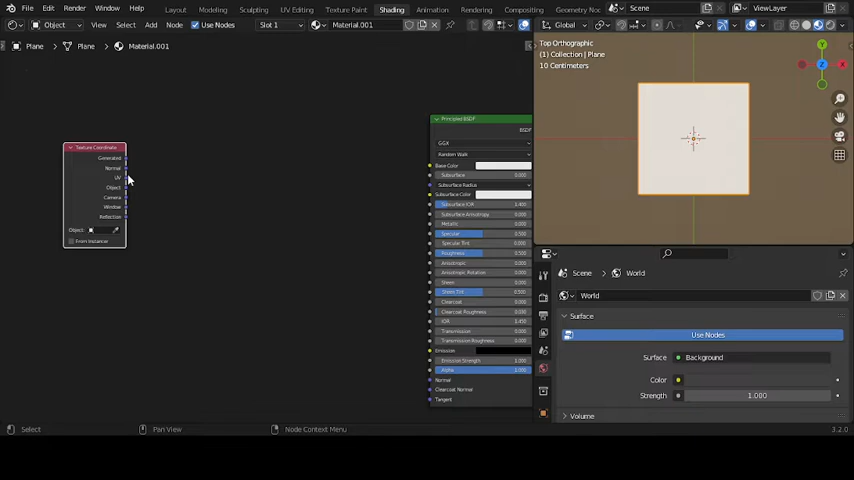 File Edit Render Window Help Layout Modeling Sculpting UV Editing Texture Paint Shading Animation Rendering Compositing Geometry No Scene ViewLayer
Object View Select Add Node Use Nodes Slot 1 Material.001 Global
Plane > Plane > Material.001
Top Orthographic
(1) Collection | Plane
10 Centimeters
Y
X
Z
Texture Coordinate
Generated
Normal
UV
Object
Camera
Window
Reflection
Object:
From Instancer
Principled BSDF
BSDF
GGX
Random Walk
Base Color
Subsurface 0.000
Subsurface Radius
Subsurface Color
Subsurface IOR 1.400
Subsurface Anisotropy 0.000
Metallic 0.000
Specular 0.500
Specular Tint 0.000
Roughness 0.500
Anisotropic 0.000
Anisotropic Rotation 0.000
Sheen 0.000
Sheen Tint 0.500
Clearcoat 0.000
Clearcoat Roughness 0.030
IOR 1.450
Transmission 0.000
Transmission Roughness 0.000
Emission
Emission Strength 1.000
Alpha 1.000
Normal
Clearcoat Normal
Tangent
Scene > World
World
Surface
Use Nodes
Surface Background
Color
Strength 1.000
Volume
Select Pan View Node Context Menu 3.2.0